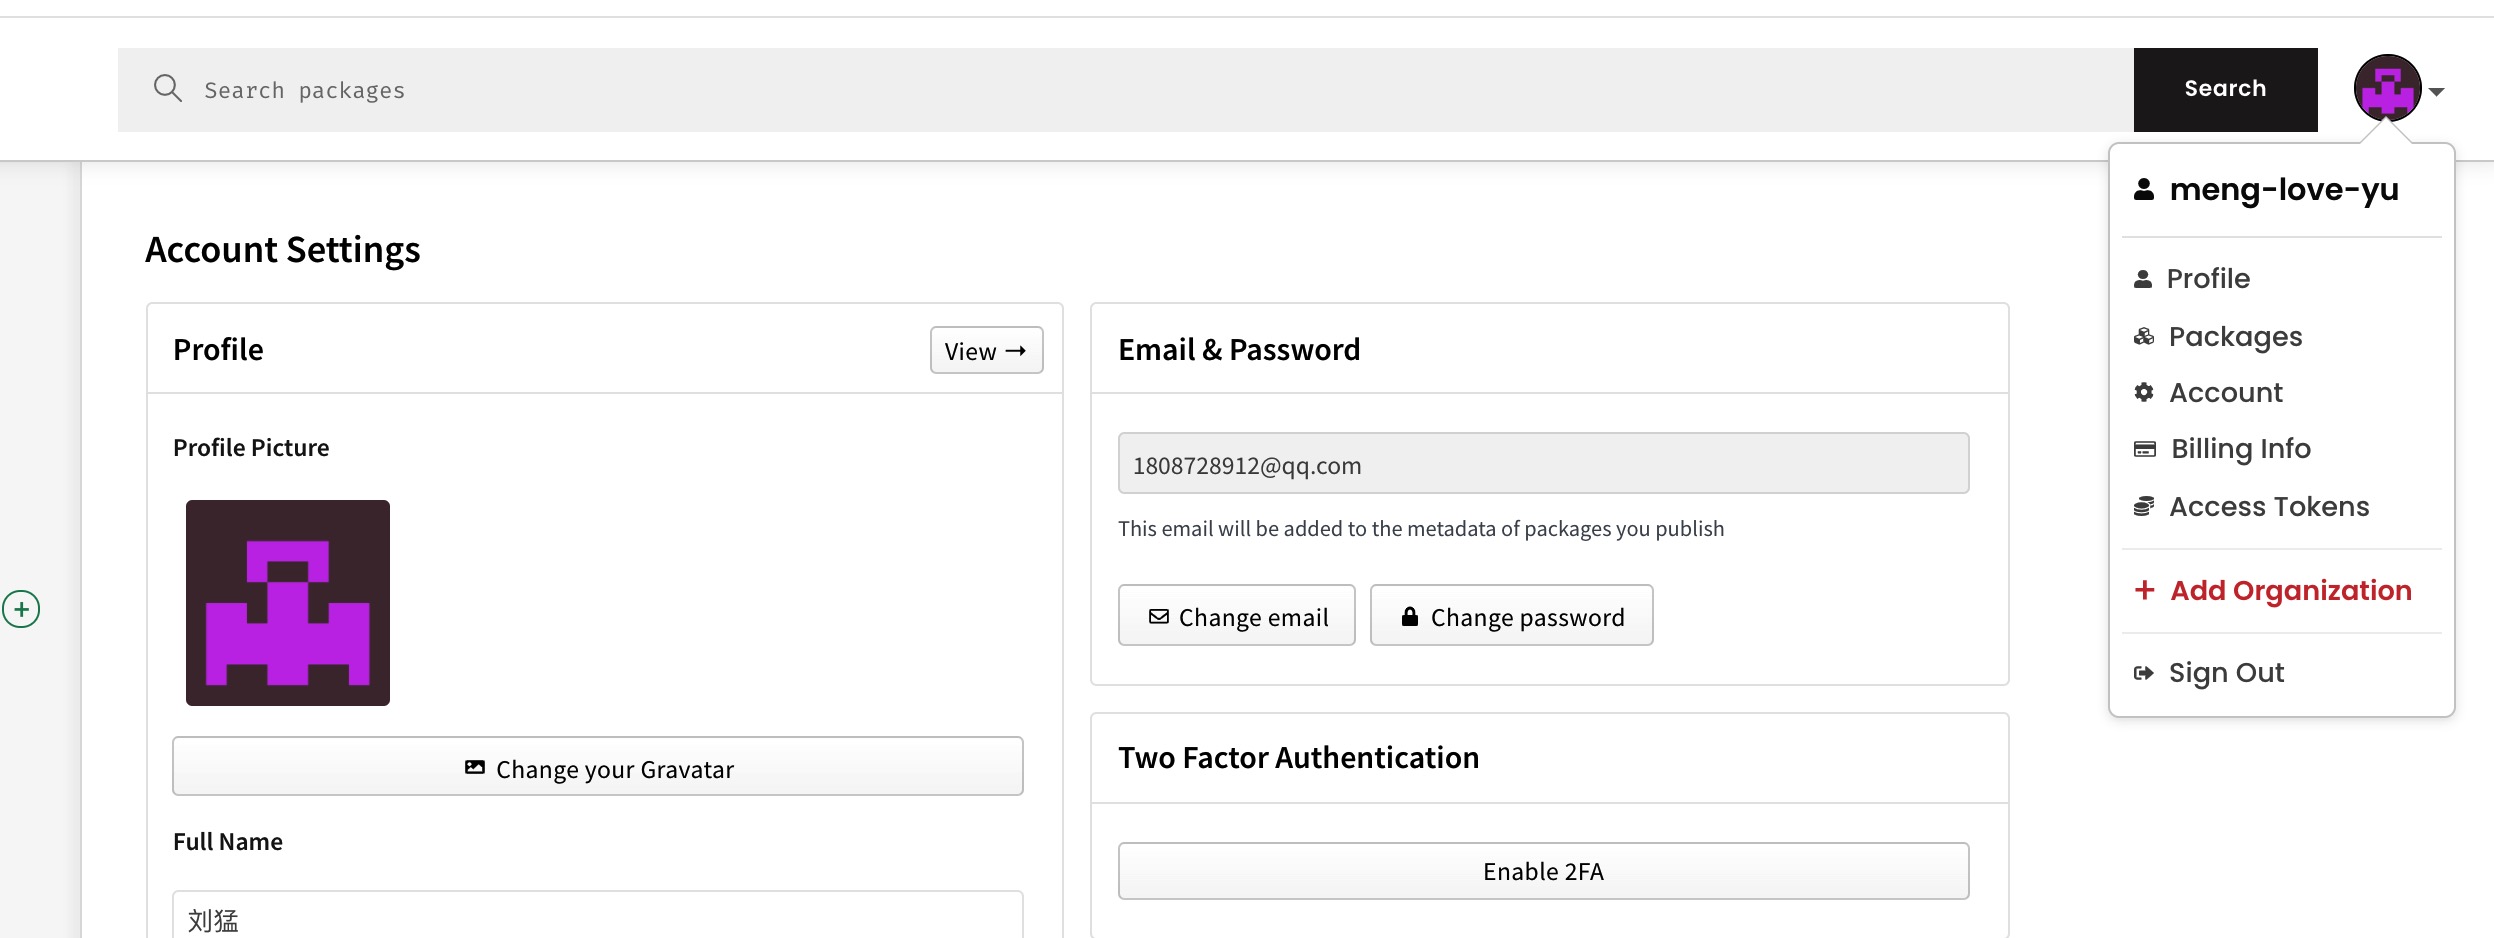 Search packages
Search
meng-love-yu
Profile
Packages
Account
Billing Info
Access Tokens
+ Add Organization
Sign Out
Account Settings
Profile
View →
Profile Picture
Change your Gravatar
Full Name
刘猛
Email & Password
1808728912@qq.com
This email will be added to the metadata of packages you publish
Change email
Change password
Two Factor Authentication
Enable 2FA